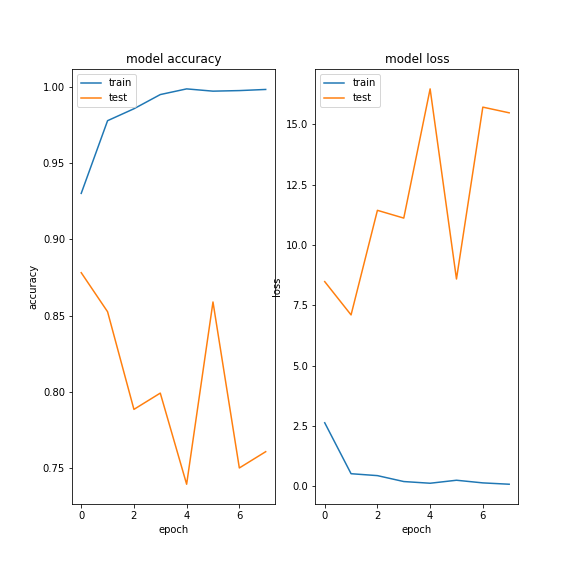 model accuracy
train
test
1.00
0.95
0.90
0.85
0.80
0.75
accuracy
0 2 4 6
epoch
model loss
train
test
15.0
12.5
10.0
7.5
5.0
2.5
0.0
loss
0 2 4 6
epoch